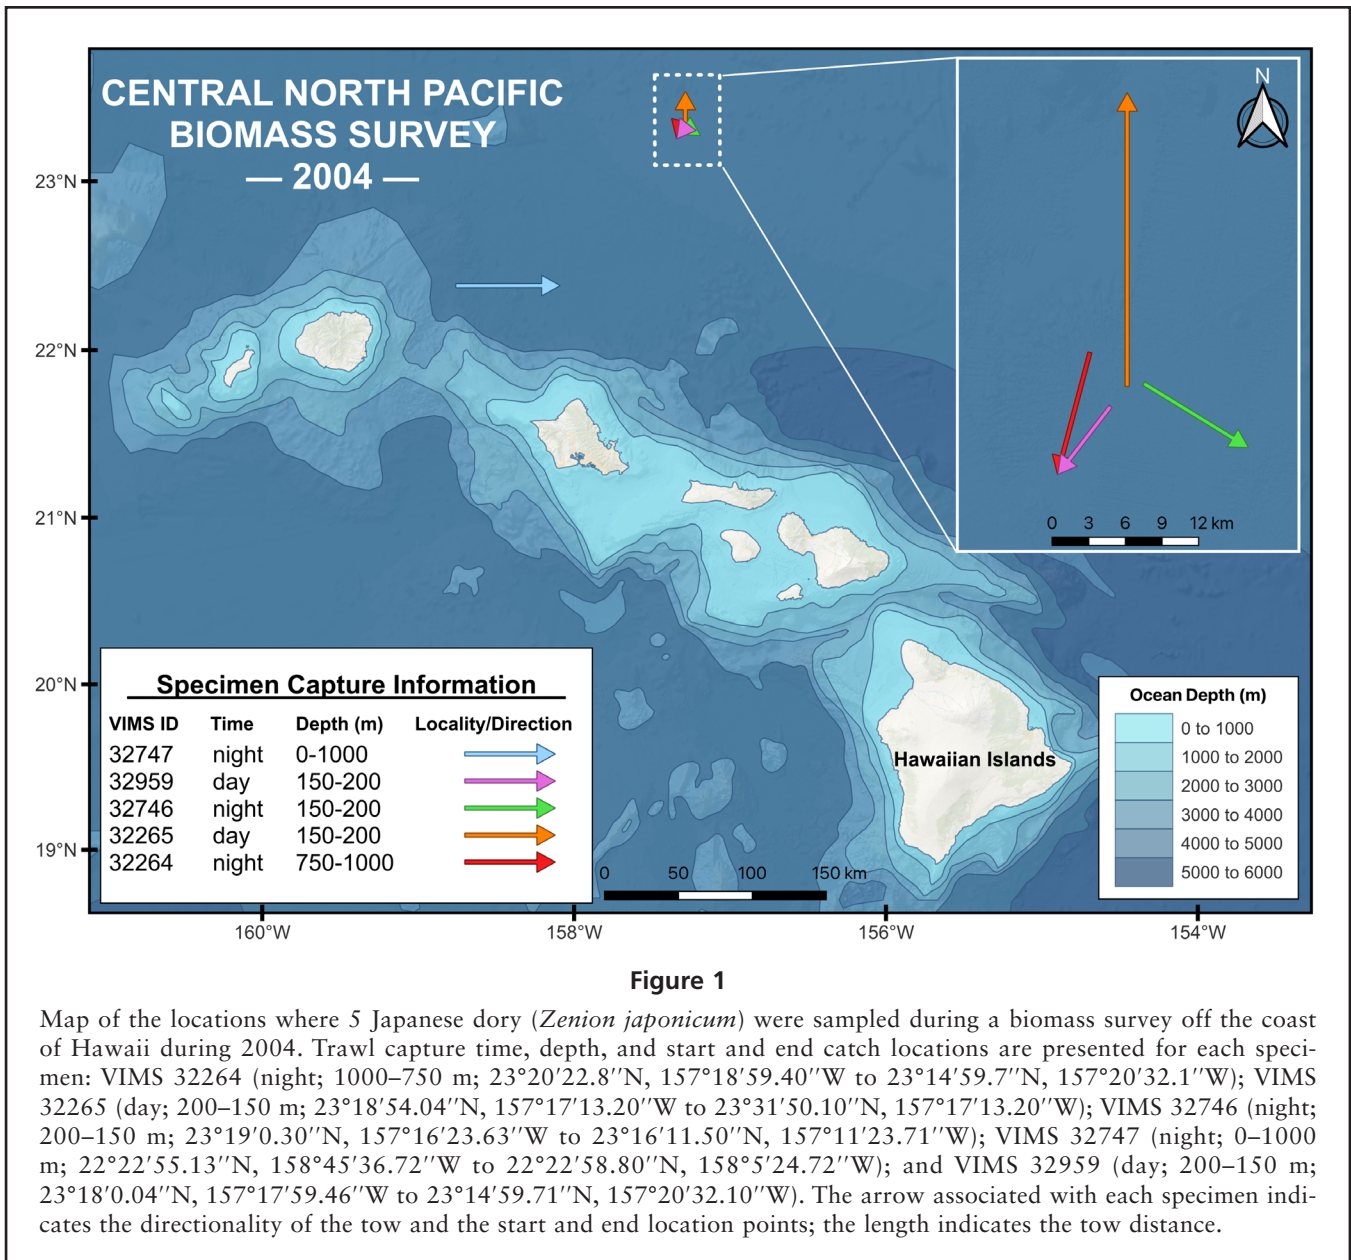 CENTRAL NORTH PACIFIC
BIOMASS SURVEY
— 2004 —
N
0 3 6 9 12 km
23°N
22°N
21°N
20°N
19°N
Hawaiian Islands
Specimen Capture Information
VIMS ID Time Depth (m) Locality/Direction
32747 night 0-1000
32959 day 150-200
32746 night 150-200
32265 day 150-200
32264 night 750-1000
0 50 100 150 km
Ocean Depth (m)
0 to 1000
1000 to 2000
2000 to 3000
3000 to 4000
4000 to 5000
5000 to 6000
160°W 158°W 156°W 154°W
Figure 1
Map of the locations where 5 Japanese dory (Zenion japonicum) were sampled during a biomass survey off the coast
of Hawaii during 2004. Trawl capture time, depth, and start and end catch locations are presented for each speci-
men: VIMS 32264 (night; 1000–750 m; 23°20′22.8′′N, 157°18′59.40′′W to 23°14′59.7′′N, 157°20′32.1′′W); VIMS
32265 (day; 200–150 m; 23°18′54.04′′N, 157°17′13.20′′W to 23°31′50.10′′N, 157°17′13.20′′W); VIMS 32746 (night;
200–150 m; 23°19′0.30′′N, 157°16′23.63′′W to 23°16′11.50′′N, 157°11′23.71′′W); VIMS 32747 (night; 0–1000
m; 22°22′55.13′′N, 158°45′36.72′′W to 22°22′58.80′′N, 158°5′24.72′′W); and VIMS 32959 (day; 200–150 m;
23°18′0.04′′N, 157°17′59.46′′W to 23°14′59.71′′N, 157°20′32.10′′W). The arrow associated with each specimen indi-
cates the directionality of the tow and the start and end location points; the length indicates the tow distance.